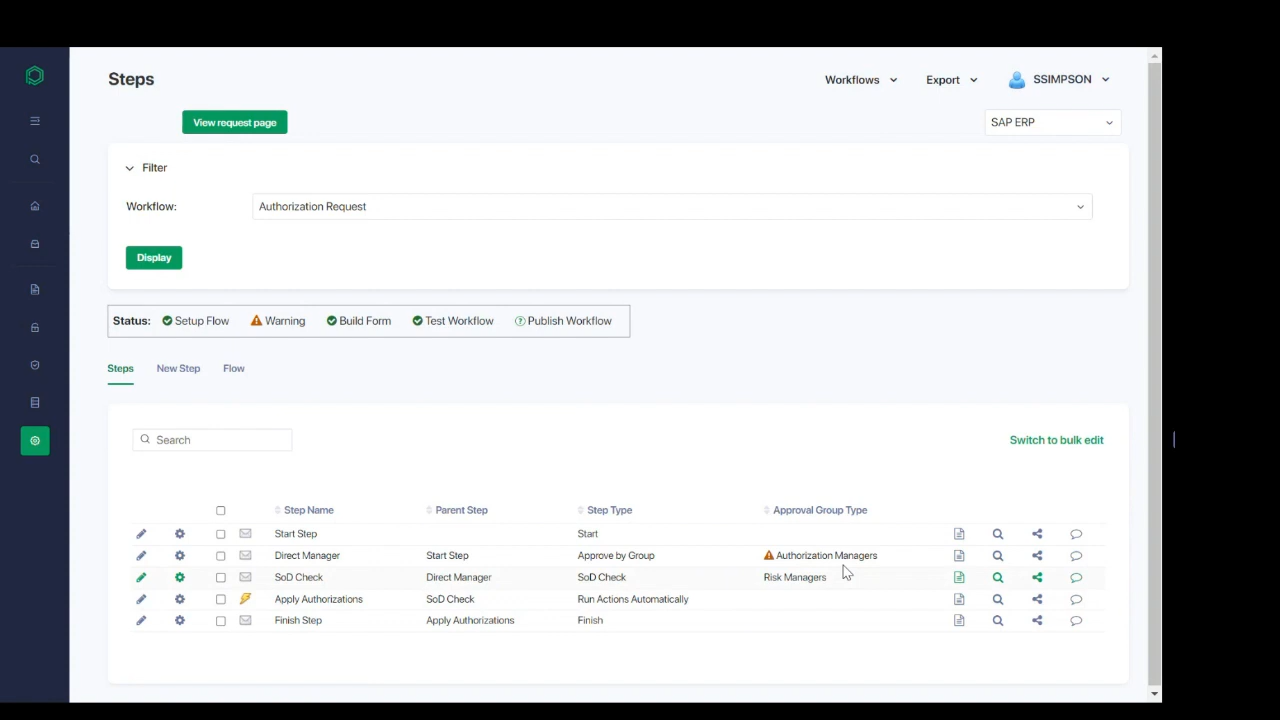 Steps
Workflows
Export
SSIMPSON
View request page
SAP ERP
Filter
Workflow:
Authorization Request
Display
Status: Setup Flow Warning Build Form Test Workflow Publish Workflow
Steps New Step Flow
Search
Switch to bulk edit
Step Name Parent Step Step Type Approval Group Type
Start Step Start
Direct Manager Start Step Approve by Group Authorization Managers
SoD Check Direct Manager SoD Check Risk Managers
Apply Authorizations SoD Check Run Actions Automatically
Finish Step Apply Authorizations Finish